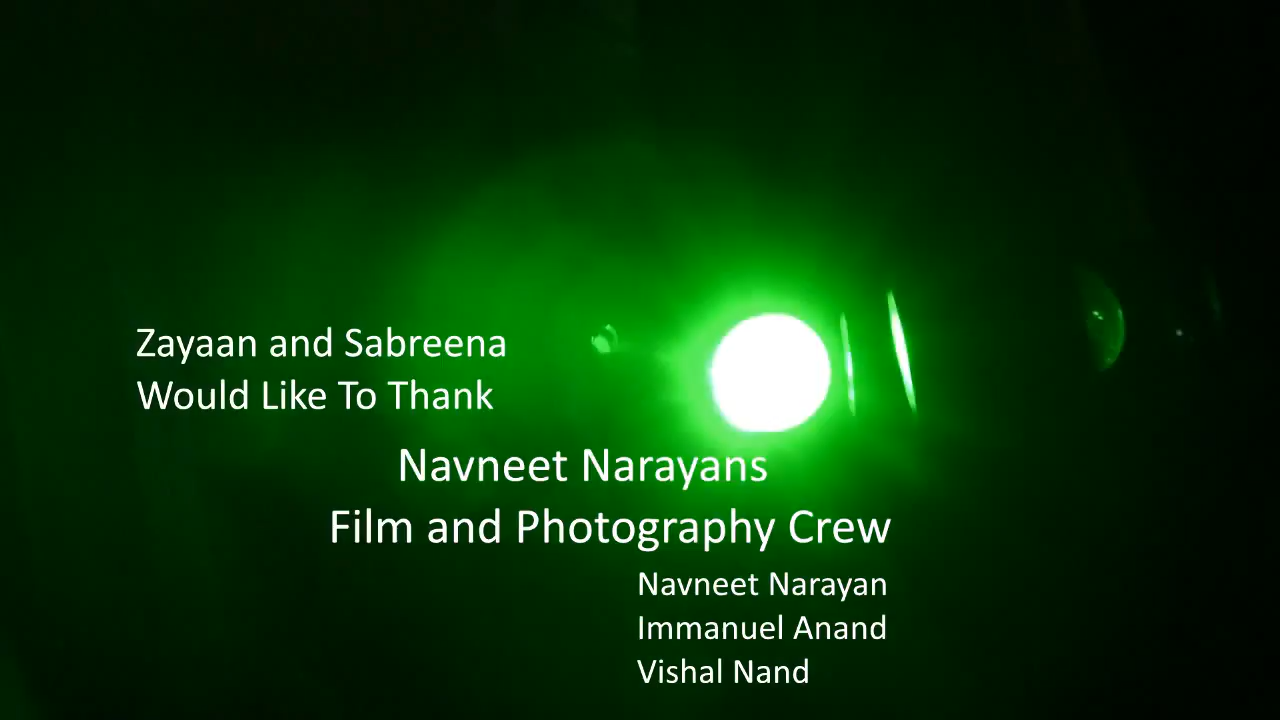 Zayaan and Sabreena
Would Like To Thank
Navneet Narayans
Film and Photography Crew
Navneet Narayan
Immanuel Anand
Vishal Nand